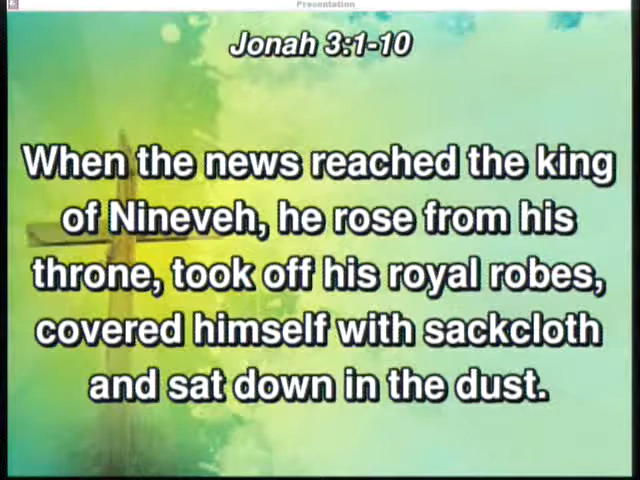 Presentation
Jonah 3:1-10
When the news reached the king
of Nineveh, he rose from his
throne, took off his royal robes,
covered himself with sackcloth
and sat down in the dust.